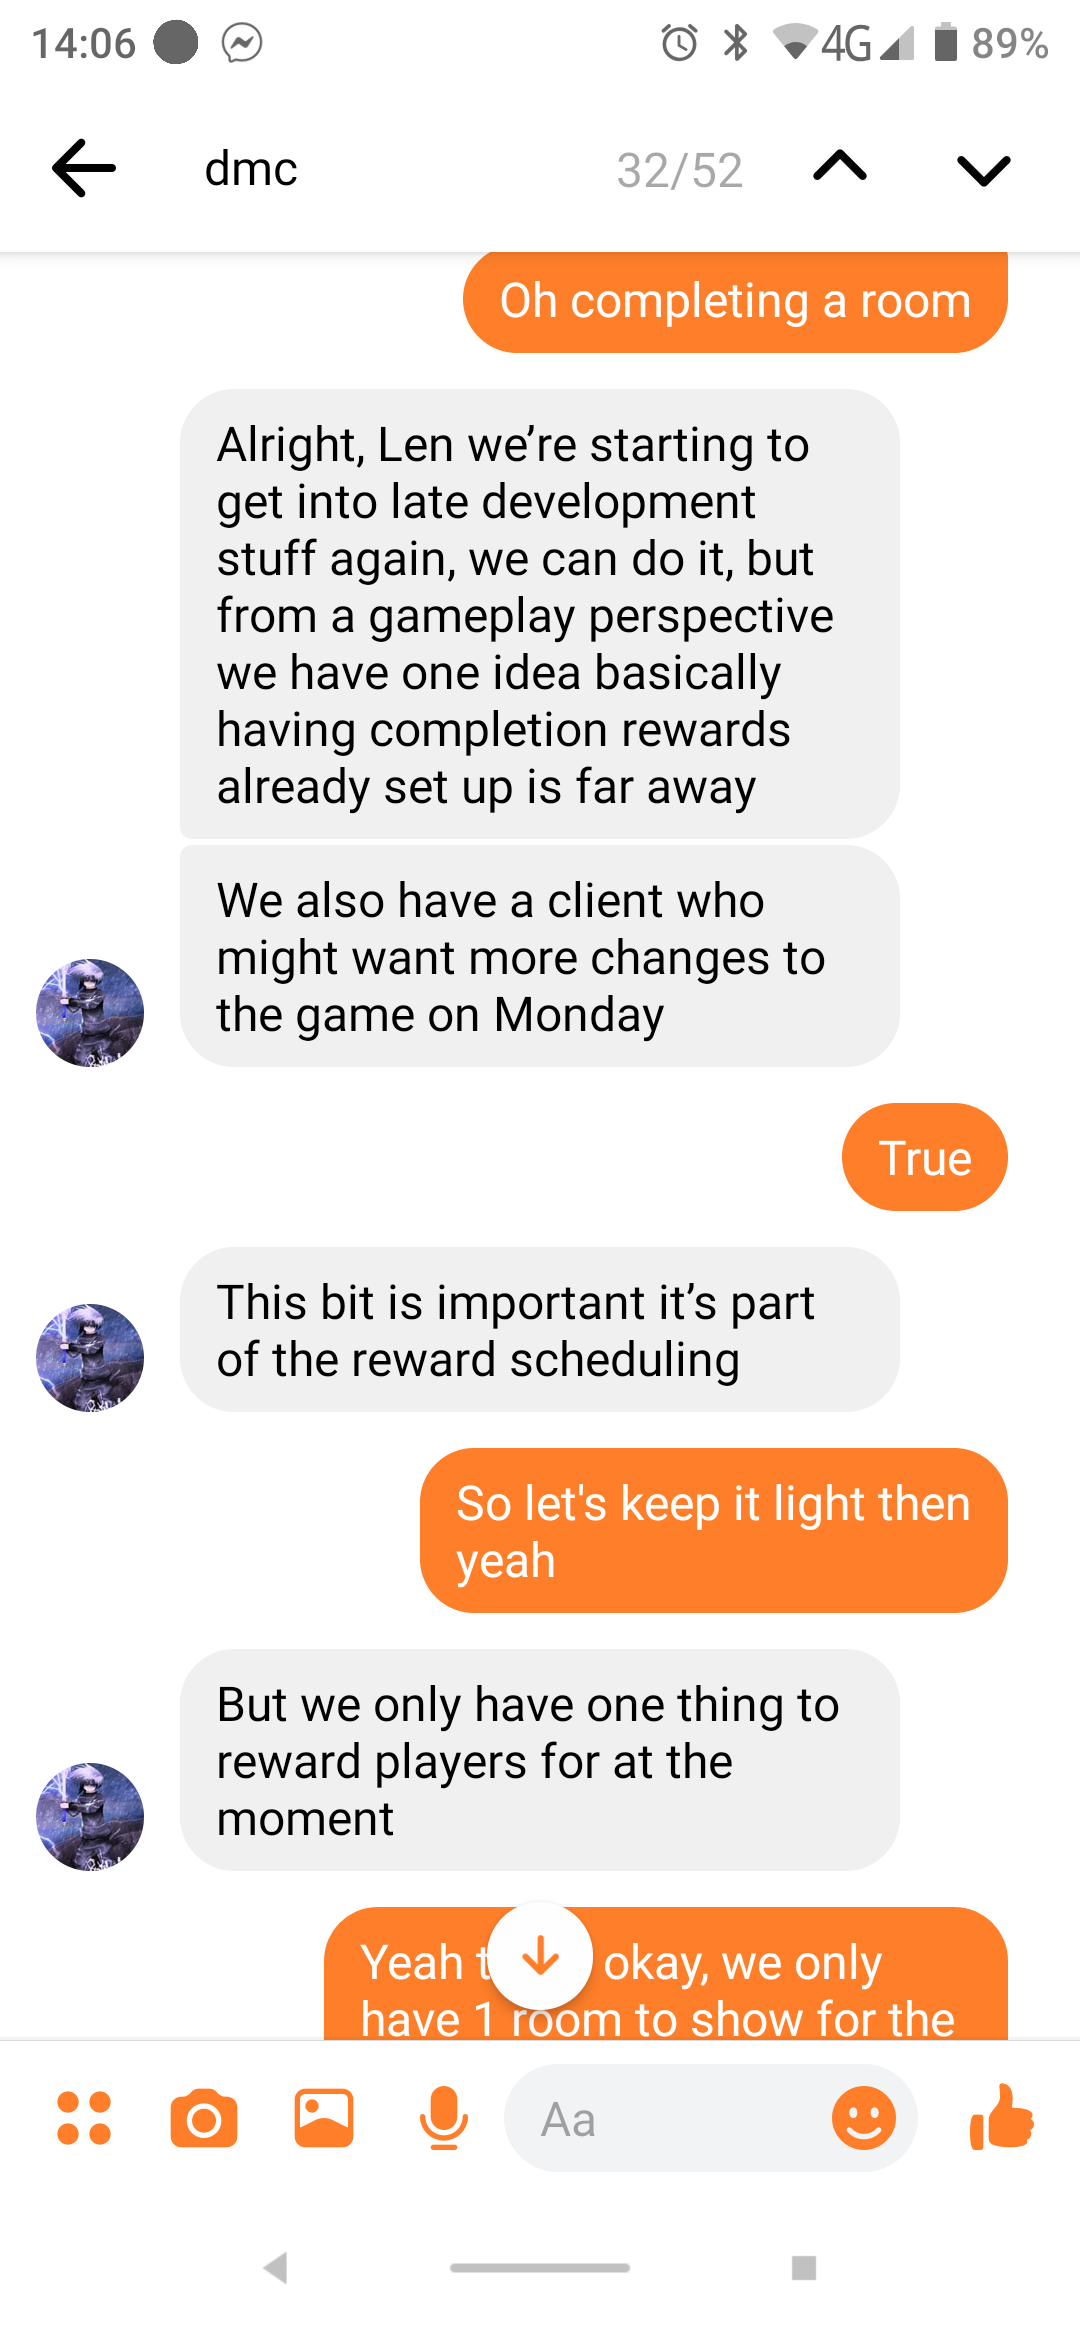 14:06
4G
89%
dmc
32/52
Oh completing a room
Alright, Len we’re starting to
get into late development
stuff again, we can do it, but
from a gameplay perspective
we have one idea basically
having completion rewards
already set up is far away
We also have a client who
might want more changes to
the game on Monday
True
This bit is important it’s part
of the reward scheduling
So let's keep it light then
yeah
But we only have one thing to
reward players for at the
moment
Yeah okay, we only
have 1 room to show for the
Aa